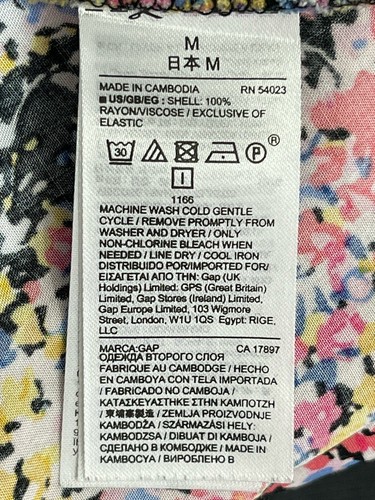 M
日本 M
MADE IN CAMBODIA RN 54023
US/GB/EG : SHELL: 100%
RAYON/VISCOSE / EXCLUSIVE OF
ELASTIC
30 P ®
I
1166
MACHINE WASH COLD GENTLE
CYCLE / REMOVE PROMPTLY FROM
WASHER AND DRYER / ONLY
NON-CHLORINE BLEACH WHEN
NEEDED / LINE DRY / COOL IRON
DISTRIBUIDO POR/IMPORTED FOR/
ΕΙΣΑΓΕΤΑΙ ΑΠΟ ΤΗΝ: Gap (UK
Holdings) Limited: GPS (Great Britain)
Limited, Gap Stores (Ireland) Limited,
Gap Europe Limited, 103 Wigmore
Street, London, W1U 1QS Egypt: RIGE,
LLC
MARCA:GAP CA 17897
ОДЕЖДА ВТОРОГО СЛОЯ
FABRIQUE AU CAMBODGE / HECHO
EN CAMBOYA CON TELA IMPORTADA
/ FABRICADO NO CAMBOJA /
ΚΑΤΑΣΚΕΥΑΣΤΗΚΕ ΣΤΗΝ ΚΑΜΠΟΤΖΗ
/ 柬埔寨製造 / ZEMLJA PROIZVODNJE
KAMBODŽA / SZÁRMAZÁSI HELY:
KAMBODZSA / DIBUAT DI KAMBOJA /
СДЕЛАНО В КОМБОДЖЕ / MADE IN
KAMBOCYA / ВИРОБЛЕНО В